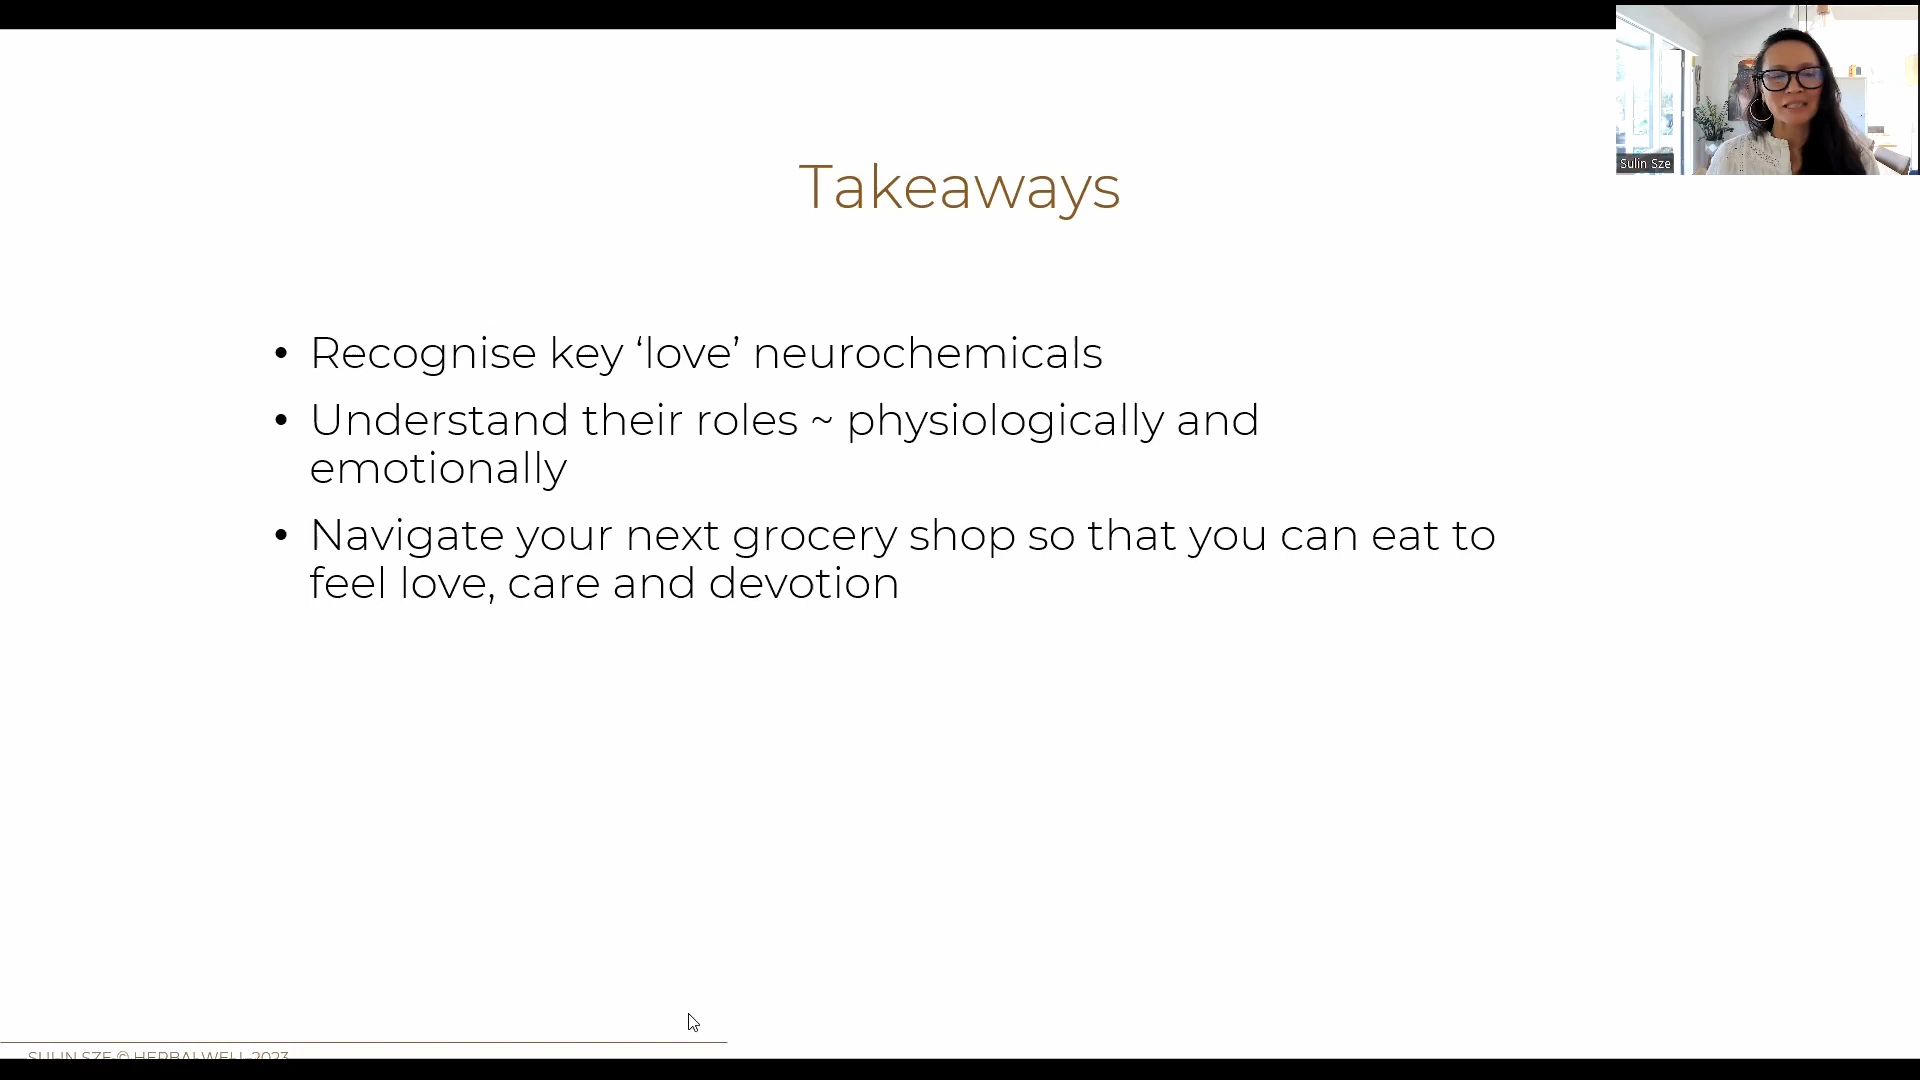 Takeaways
• Recognise key ‘love’ neurochemicals
• Understand their roles ~ physiologically and
emotionally
• Navigate your next grocery shop so that you can eat to
feel love, care and devotion
Sulin Sze
SULIN SZE © HERBALWELL 2023